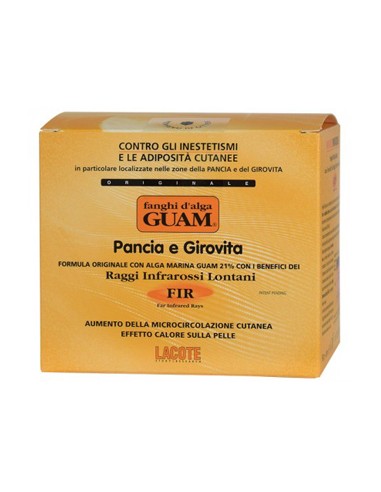 CONTRO GLI INESTETISMI
E LE ADIPOSITÀ CUTANEE
in particolare localizzate nelle zone della PANCIA e del GIROVITA
ORIGINALE
fanghi d'alga
GUAM
Pancia e Girovita
FORMULA ORIGINALE CON ALGA MARINA GUAM 21% CON I BENEFICI DEI
Raggi Infrarossi Lontani
FIR
Far Infrared Rays
AUMENTO DELLA MICROCIRCOLAZIONE CUTANEA
EFFETTO CALORE SULLA PELLE
LACOTE